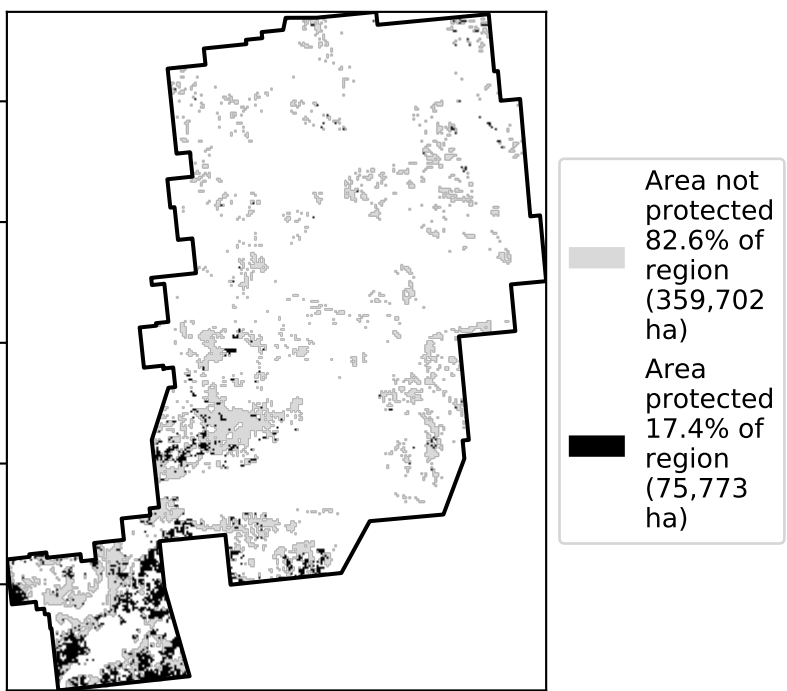 Area not
protected
82.6% of
region
(359,702
ha)
Area
protected
17.4% of
region
(75,773
ha)